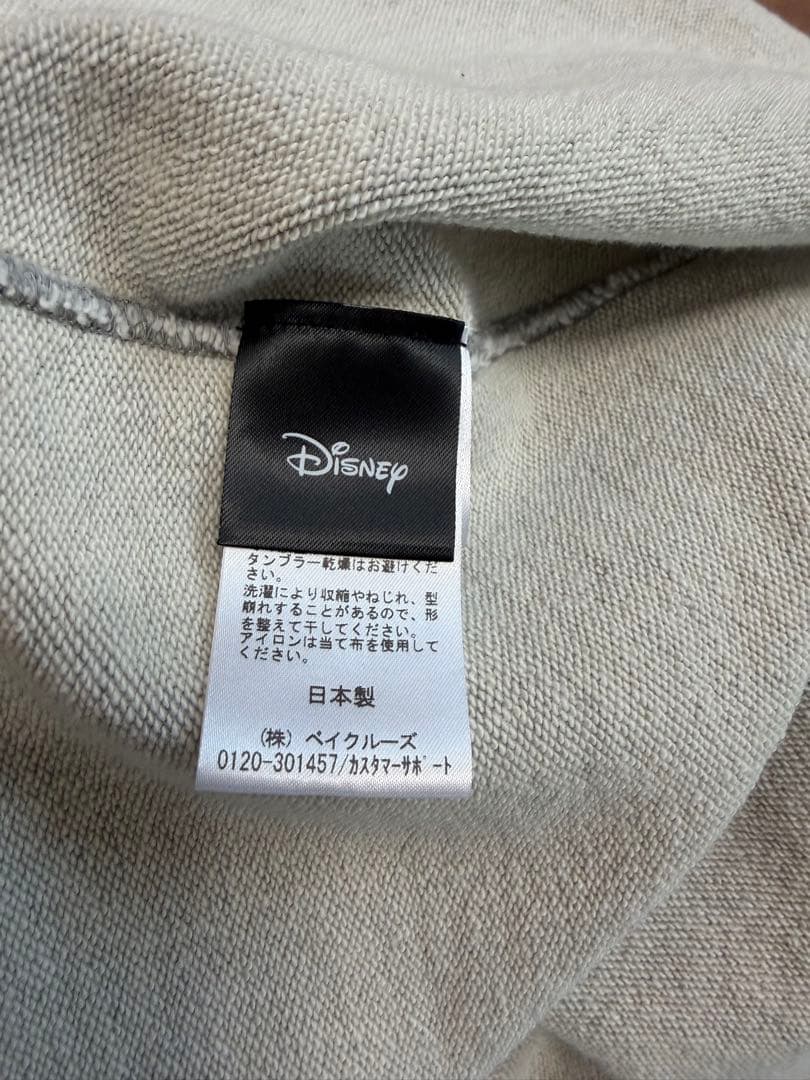 Disney
タンブラー乾燥はお避けくだ
さい。
洗濯により収縮やねじれ、型
崩れすることがあるので、形
を整えて干してください。
アイロンは当て布を使用して
ください。
日本製
(株) ベイクルーズ
0120-301457/ｶｽﾀﾏｰｻﾎﾟｰﾄ